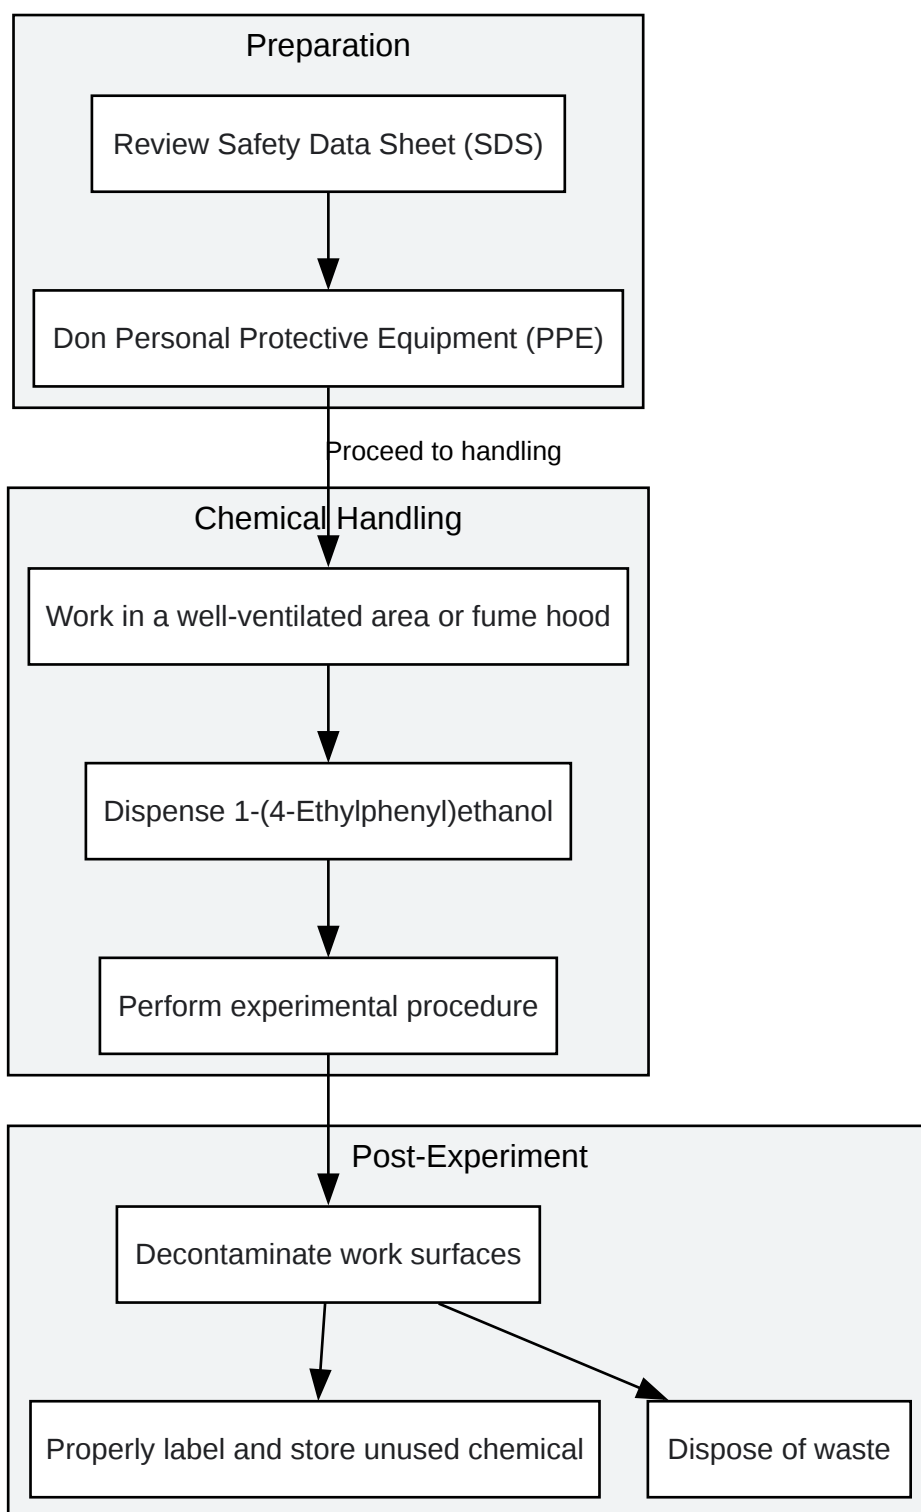 Preparation
Review Safety Data Sheet (SDS)
Don Personal Protective Equipment (PPE)
Proceed to handling
Chemical Handling
Work in a well-ventilated area or fume hood
Dispense 1-(4-Ethylphenyl)ethanol
Perform experimental procedure
Post-Experiment
Decontaminate work surfaces
Properly label and store unused chemical
Dispose of waste